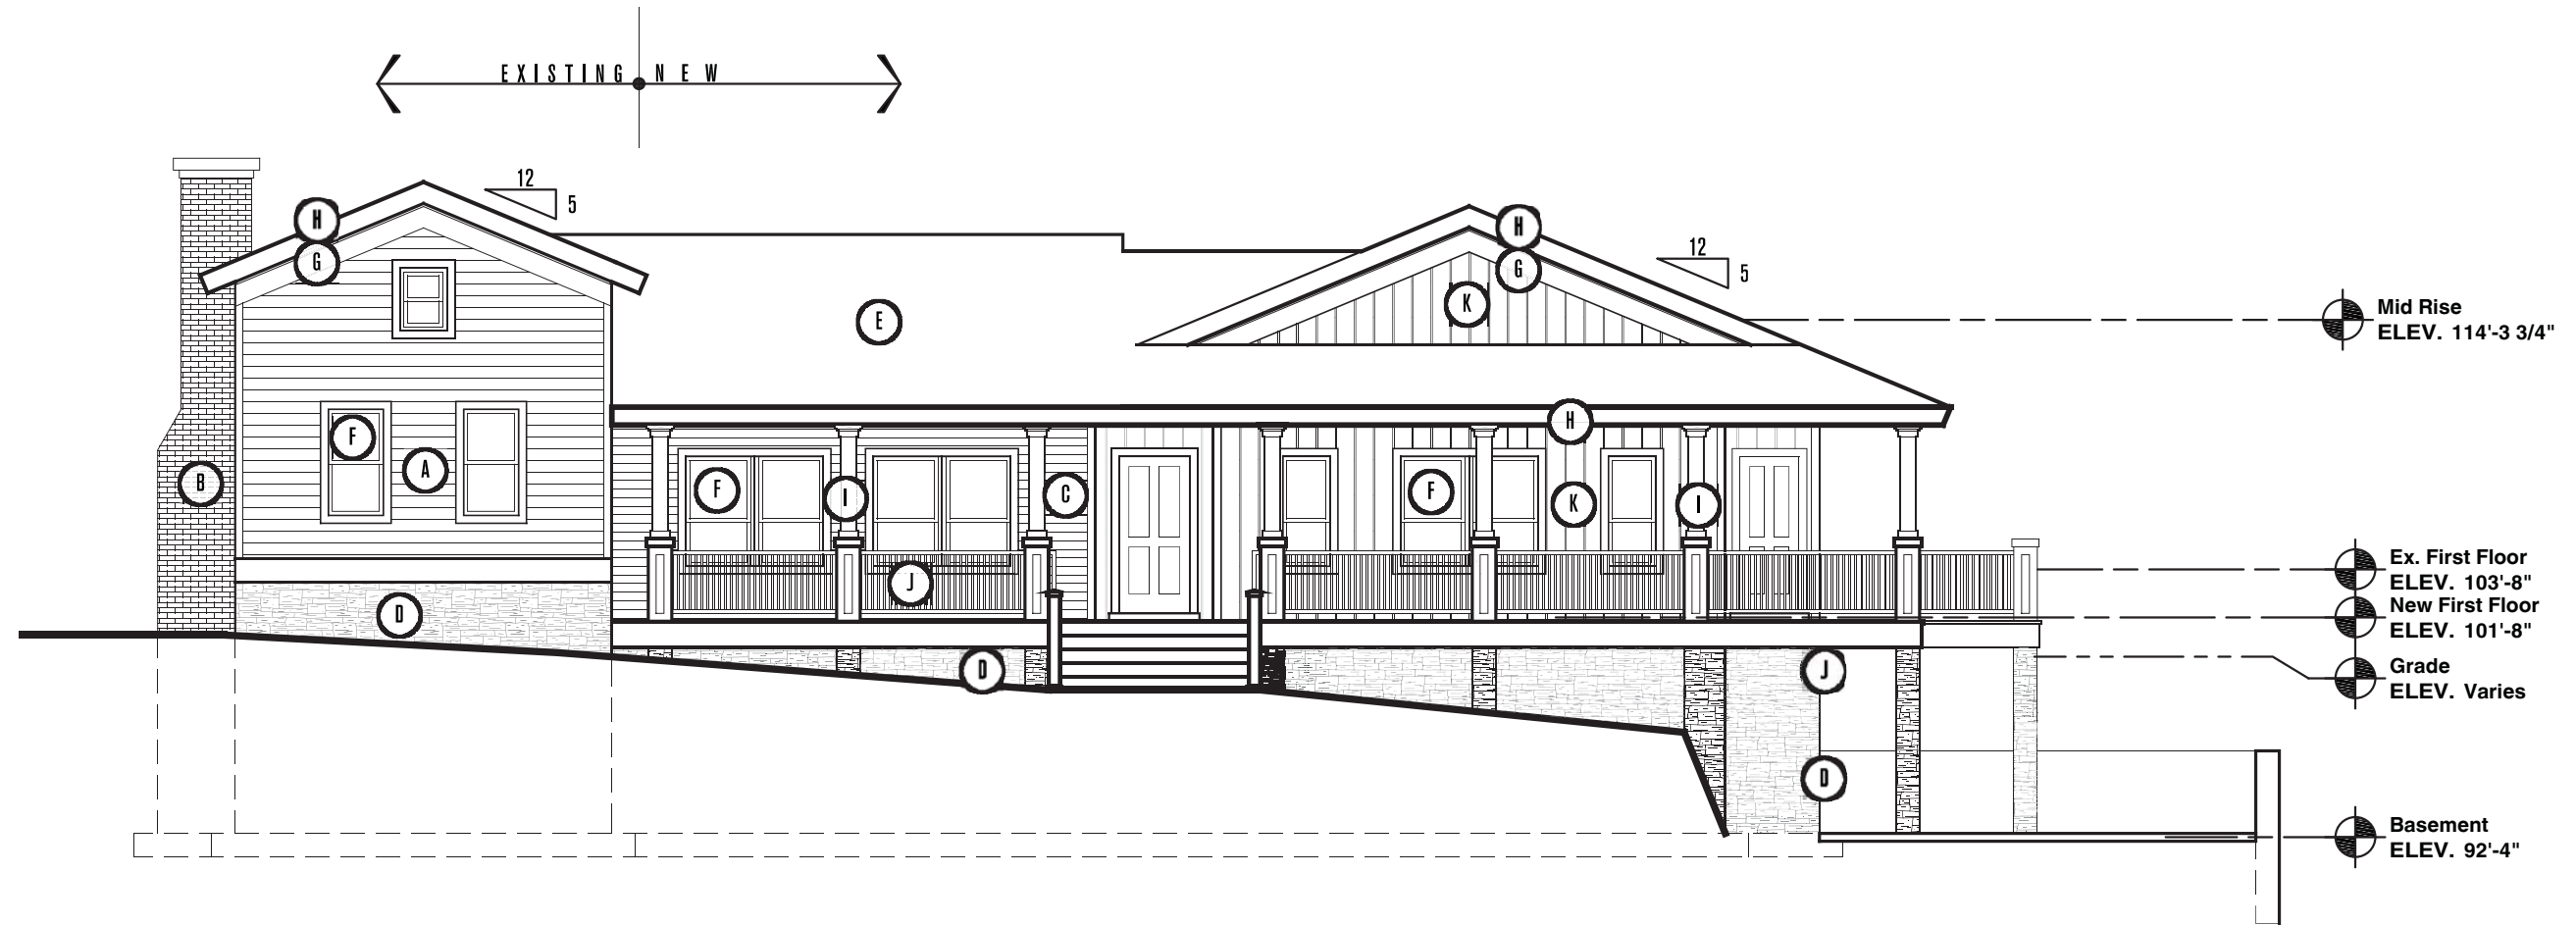 EXISTING NEW
12
5
H
G
H
G
12
5
K
E
Mid Rise
ELEV. 114'-3 3/4"
H
F
A
B
F
I
C
F
K
I
J
D
D
J
D
Ex. First Floor
ELEV. 103'-8"
New First Floor
ELEV. 101'-8"
Grade
ELEV. Varies
Basement
ELEV. 92'-4"